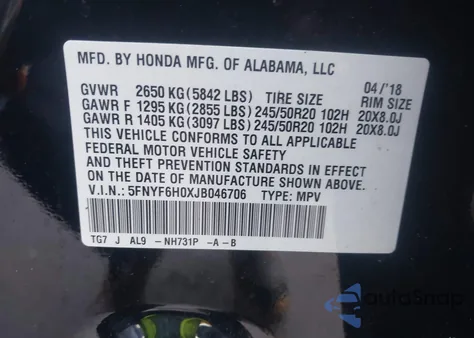 MFD. BY HONDA MFG. OF ALABAMA, LLC
GVWR 2650 KG (5842 LBS) TIRE SIZE 04/'18 RIM SIZE
GAWR F 1295 KG (2855 LBS) 245/50R20 102H 20X8.0J
GAWR R 1405 KG (3097 LBS) 245/50R20 102H 20X8.0J
THIS VEHICLE CONFORMS TO ALL APPLICABLE
FEDERAL MOTOR VEHICLE SAFETY
AND THEFT PREVENTION STANDARDS IN EFFECT
ON THE DATE OF MANUFACTURE SHOWN ABOVE.
V.I.N.: 5FNYF6H0XJB046706 TYPE: MPV
TG7 J AL9 -NH731P -A-B
AutoSnap